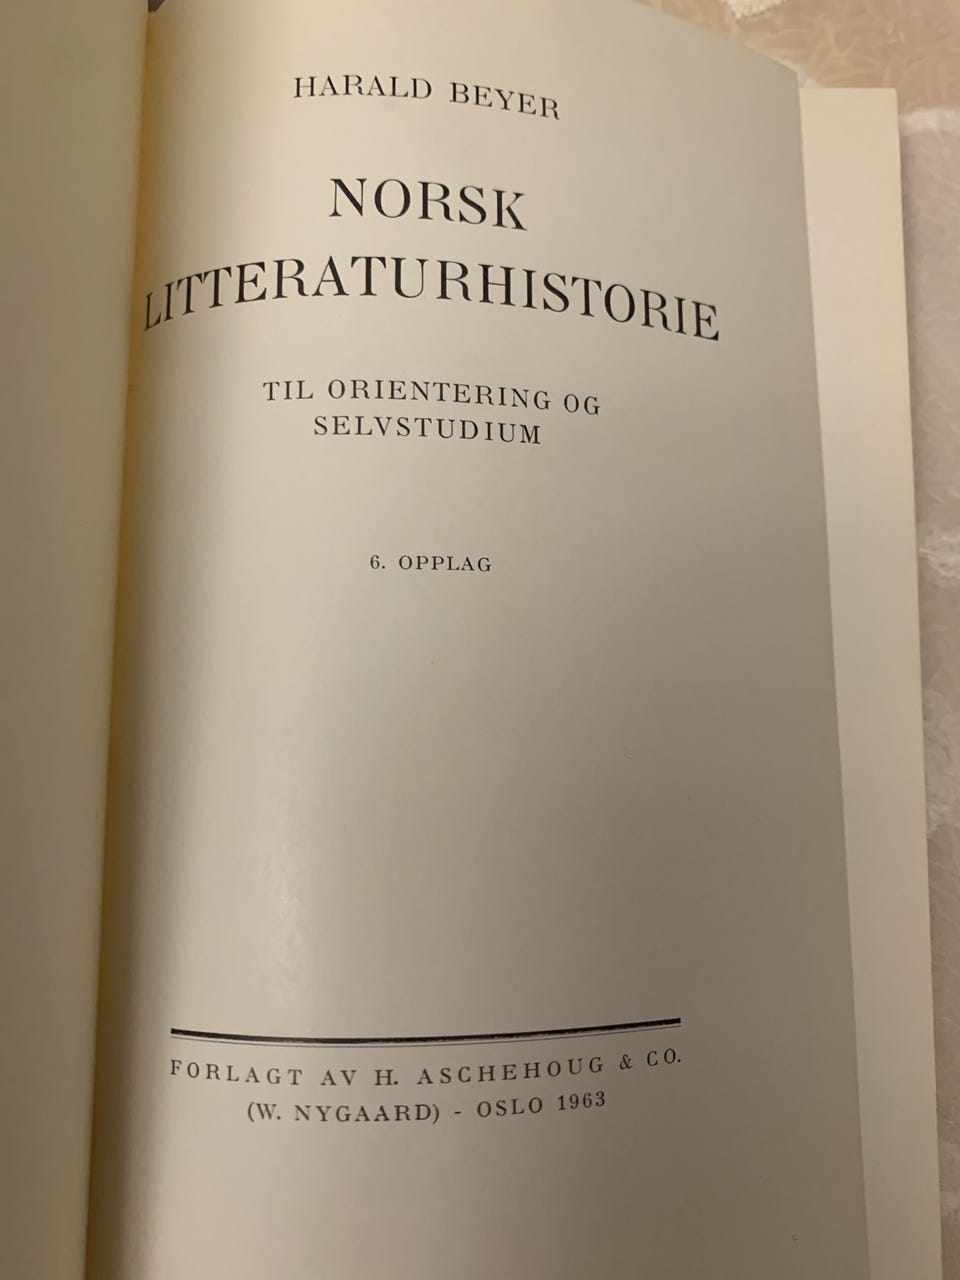 HARALD BEYER
NORSK
LITTERATURHISTORIE
TIL ORIENTERING OG
SELVSTUDIUM
6. OPPLAG
FORLAGT AV H. ASCHEHOUG & CO.
(W. NYGAARD) - OSLO 1963